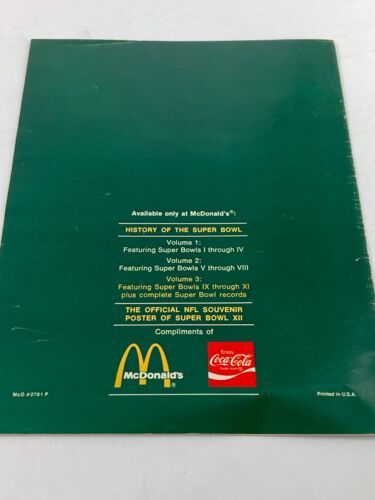 Available only at McDonald's®:
HISTORY OF THE SUPER BOWL
Volume 1:
Featuring Super Bowls I through IV
Volume 2:
Featuring Super Bowls V through VIII
Volume 3:
Featuring Super Bowls IX through XI
plus complete Super Bowl records
THE OFFICIAL NFL SOUVENIR
POSTER OF SUPER BOWL XII
Compliments of
McDonald's
®
Enjoy
Coca-Cola
trade-mark ®
McD #2781 P
Printed in U.S.A.